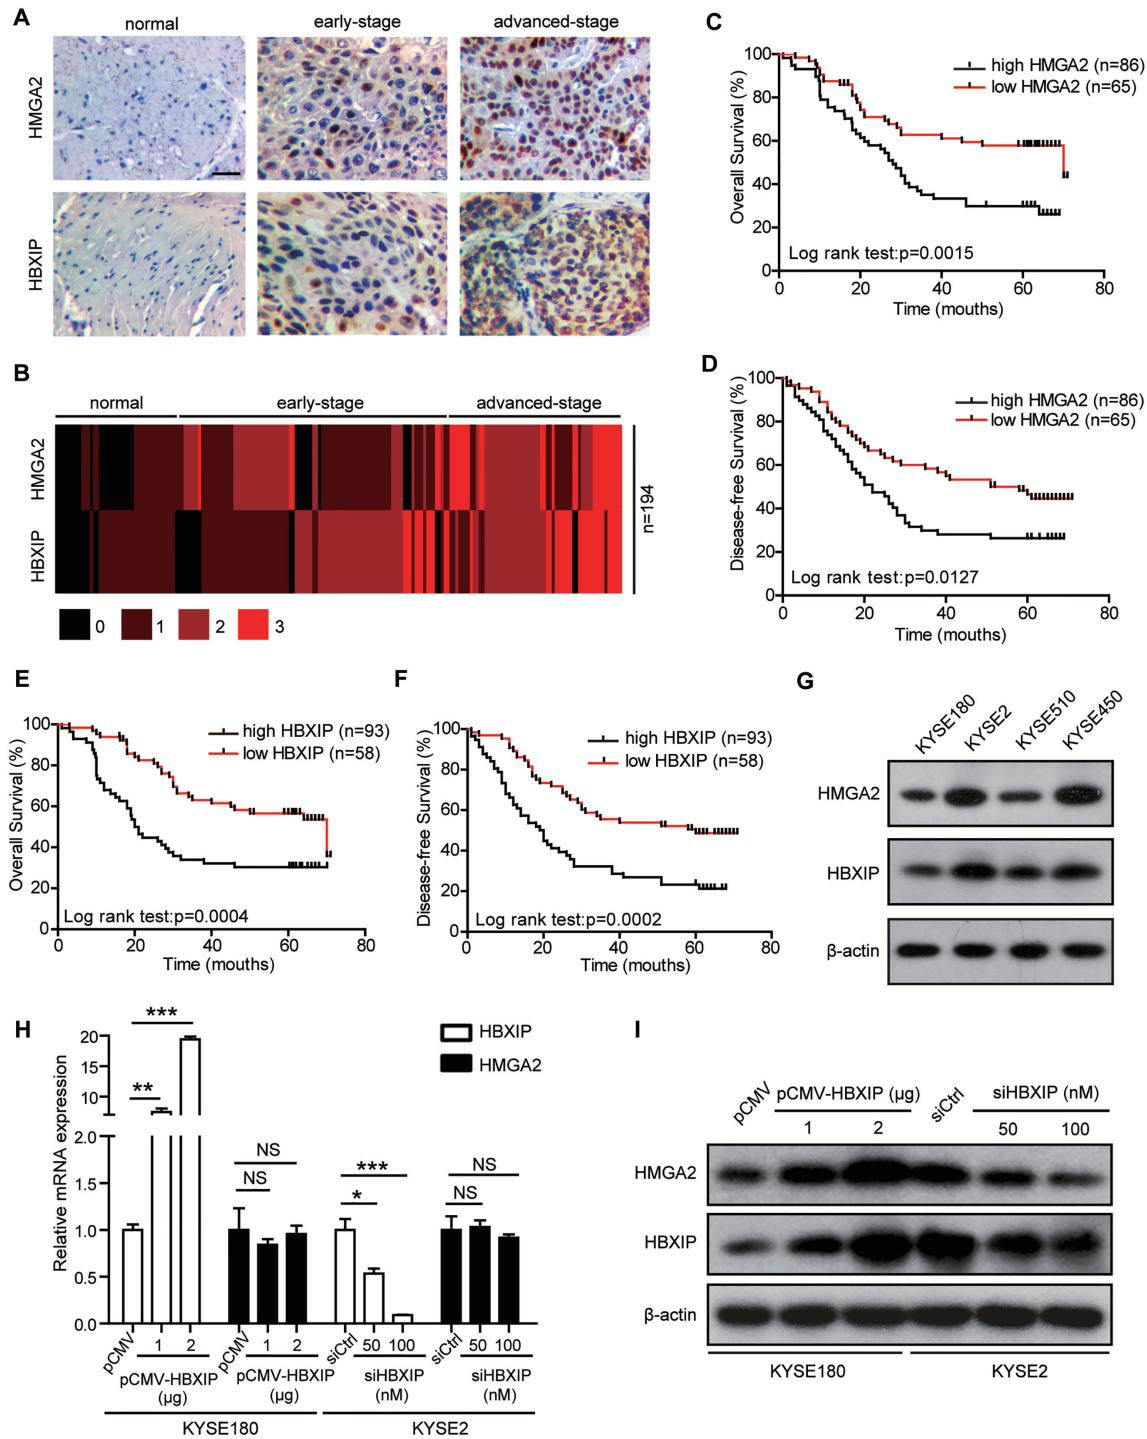 A
normal
early-stage
advanced-stage
HMGA2
HBXIP
B
normal
early-stage
advanced-stage
HMGA2
HBXIP
n=194
0
1
2
3
C
Overall Survival (%)
100
80
60
40
20
0
high HMGA2 (n=86)
low HMGA2 (n=65)
Log rank test:p=0.0015
0
20
40
60
80
Time (mouths)
D
Disease-free Survival (%)
100
80
60
40
20
0
high HMGA2 (n=86)
low HMGA2 (n=65)
Log rank test:p=0.0127
0
20
40
60
80
Time (mouths)
E
Overall Survival (%)
100
80
60
40
20
0
high HBXIP (n=93)
low HBXIP (n=58)
Log rank test:p=0.0004
0
20
40
60
80
Time (mouths)
F
Disease-free Survival (%)
100
80
60
40
20
0
high HBXIP (n=93)
low HBXIP (n=58)
Log rank test:p=0.0002
0
20
40
60
80
Time (mouths)
G
KYSE180
KYSE2
KYSE510
KYSE450
HMGA2
HBXIP
β-actin
H
HBXIP
HMGA2
Relative mRNA expression
20
15
10
2.0
1.5
1.0
0.5
0.0
***
**
NS
NS
***
*
NS
NS
pCMV
1
2
pCMV
1
2
siCtrl
50
100
siCtrl
50
100
pCMV-HBXIP
(µg)
pCMV-HBXIP
(µg)
siHBXIP
(nM)
siHBXIP
(nM)
KYSE180
KYSE2
I
pCMV
pCMV-HBXIP (µg)
1
2
siCtrl
siHBXIP (nM)
50
100
HMGA2
HBXIP
β-actin
KYSE180
KYSE2